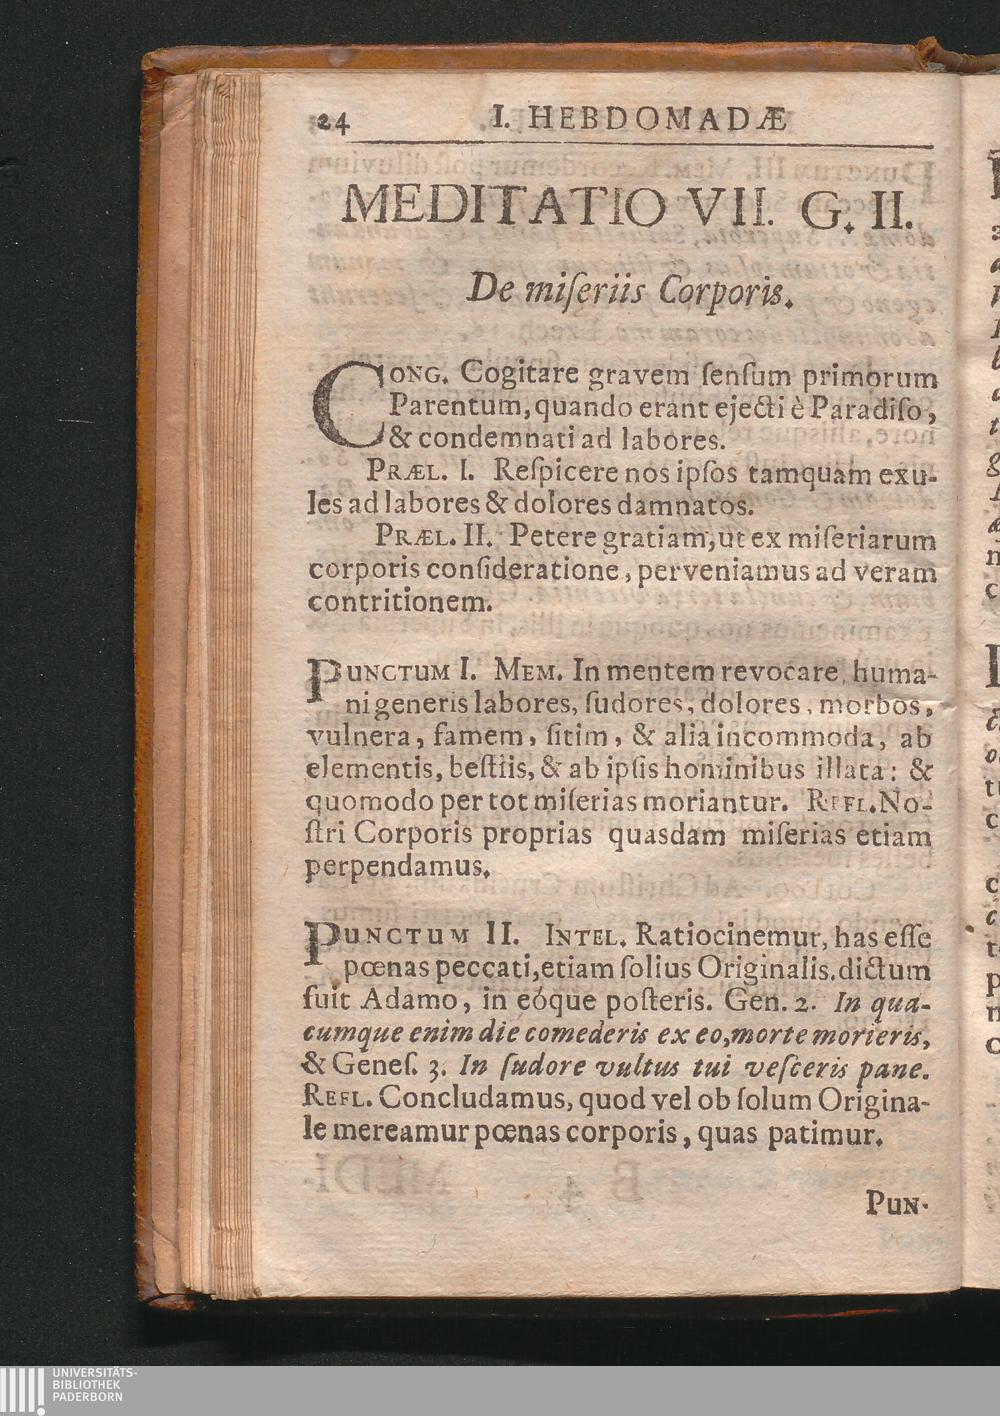 24 I. HEBDOMADÆ
MEDITATIO VII. G. II.
De miſeriis Corporis.
CONG. Cogitare gravem ſenſum primorum
Parentum, quando erant ejecti è Paradiſo,
& condemnati ad labores.
PRÆL. I. Reſpicere nos ipſos tamquam exu-
les ad labores & dolores damnatos.
PRÆL. II. Petere gratiam, ut ex miſeriarum
corporis conſideratione, perveniamus ad veram
contritionem.
PUNCTUM I. MEM. In mentem revocare, huma-
ni generis labores, ſudores, dolores, morbos,
vulnera, famem, ſitim, & alia incommoda, ab
elementis, beſtiis, & ab ipſis hominibus illata: &
quomodo per tot miſerias moriantur. REFL. No-
ſtri Corporis proprias quasdam miſerias etiam
perpendamus.
PUNCTUM II. INTEL. Ratiocinemur, has eſſe
pœnas peccati, etiam ſolius Originalis. dictum
fuit Adamo, in eóque poſteris. Gen. 2. In qua-
cumque enim die comederis ex eo, morte morieris,
& Geneſ. 3. In ſudore vultus tui veſceris pane.
REFL. Concludamus, quod vel ob ſolum Origina-
le mereamur pœnas corporis, quas patimur.
PUN-
UNIVERSITÄTS-
BIBLIOTHEK
PADERBORN